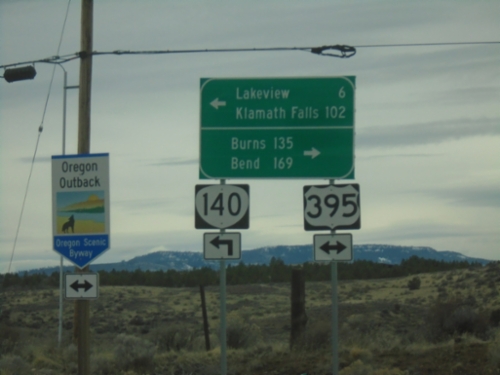 Lakeview 6
Klamath Falls 102
Burns 135
Bend 169
Oregon
Outback
Oregon Scenic
Byway
140
395